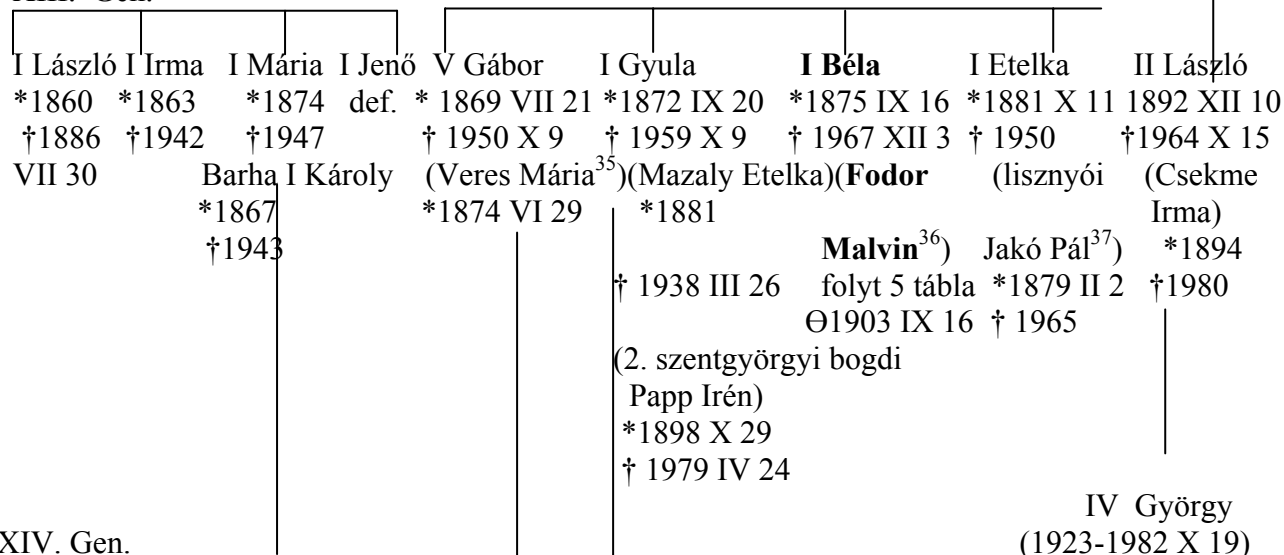 I László I Irma I Mária I Jenő V Gábor I Gyula I Béla I Etelka II László
*1860 *1863 *1874 def. * 1869 VII 21 *1872 IX 20 *1875 IX 16 *1881 X 11 1892 XII 10
†1886 †1942 †1947 † 1950 X 9 † 1959 X 9 † 1967 XII 3 † 1950 †1964 X 15
VII 30 Barha I Károly (Veres Mária35)(Mazaly Etelka)(Fodor (lisznyói (Csekme
*1867 *1874 VI 29 *1881 Irma)
†1943 Malvin36) Jakó Pál37) *1894
† 1938 III 26 folyt 5 tábla *1879 II 2 †1980
Ѳ1903 IX 16 † 1965
(2. szentgyörgyi bogdi
Papp Irén)
*1898 X 29
† 1979 IV 24
IV György
XIV. Gen. (1923-1982 X 19)